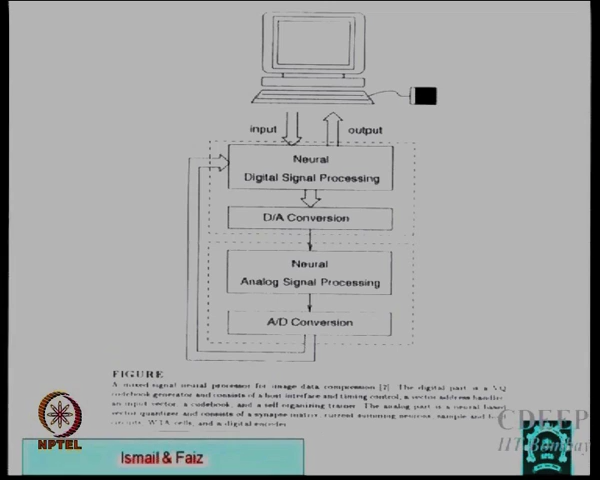 input
output
Neural
Digital Signal Processing
D/A Conversion
Neural
Analog Signal Processing
A/D Conversion
FIGURE
A mixed signal neural processor for image data compression [2]. The digital part is a VQ
codebook generator and consists of a host interface and timing control, a vector address handler
an input vector, a codebook, and a self organizing trainer. The analog part is a neural based
vector quantizer and consists of a synapse matrix, current summing neurons, sample and
circuits, WTA cells, and a digital encoder.
NPTEL
Ismail & Faiz
CDEEP
IIT Bombay